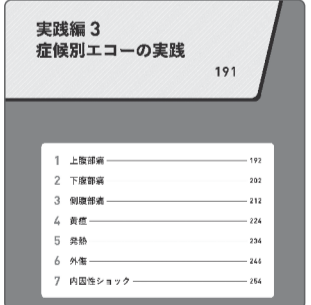 実践編 3
症候別エコーの実践
191
1 上腹部痛 192
2 下腹部痛 202
3 側腹部痛 212
4 黄疸 224
5 発熱 234
6 外傷 246
7 内因性ショック 254